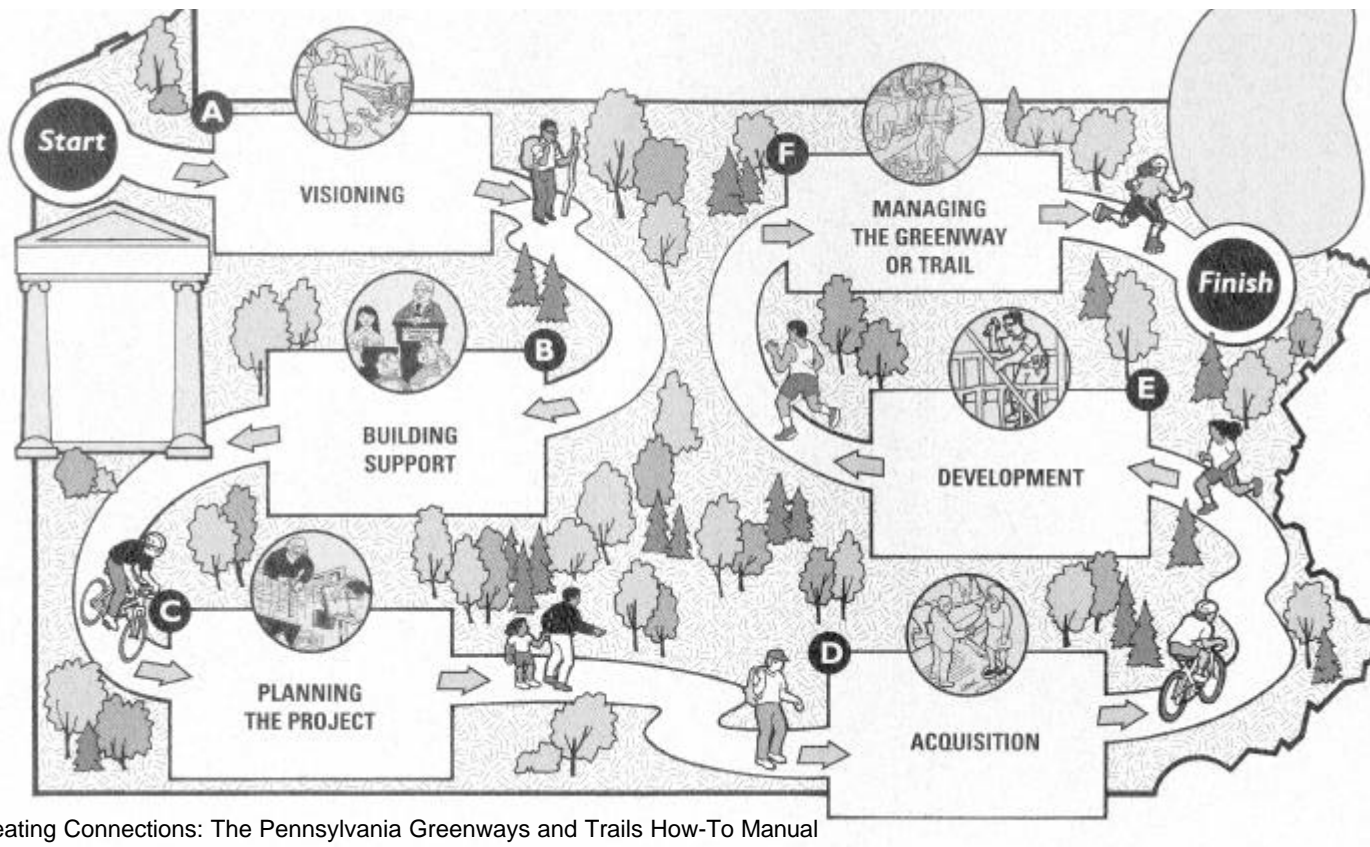 Start
A
VISIONING
B
BUILDING
SUPPORT
C
PLANNING
THE PROJECT
D
ACQUISITION
E
DEVELOPMENT
F
MANAGING
THE GREENWAY
OR TRAIL
Finish
eating Connections: The Pennsylvania Greenways and Trails How-To Manual